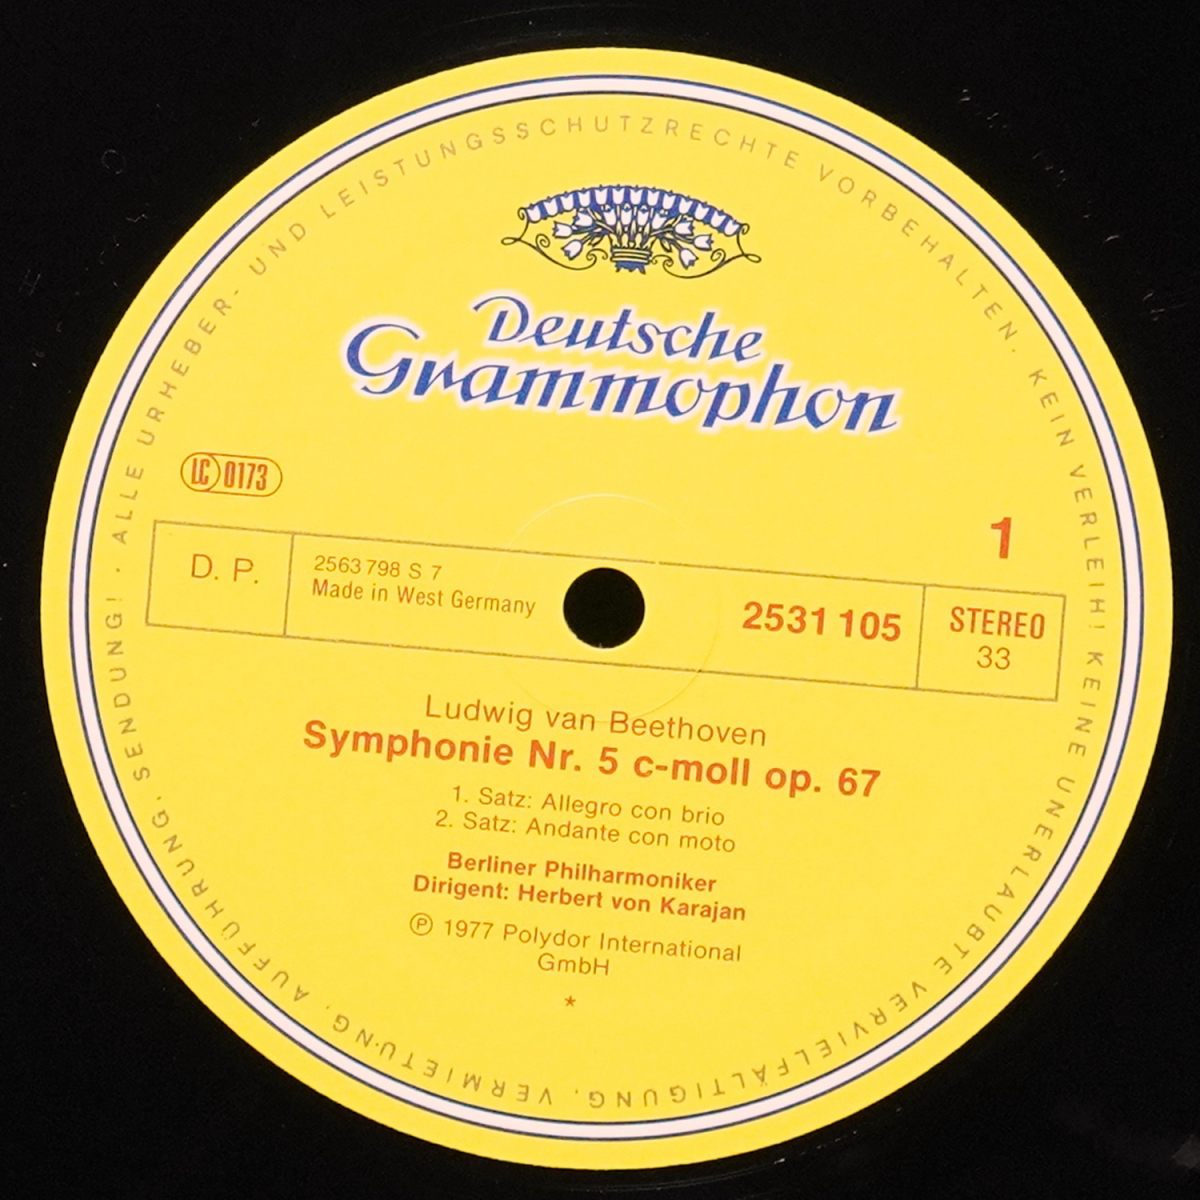 ALLE URHEBER- UND LEISTUNGSSCHUTZRECHTE VORBEHALTEN. KEIN VERLEIH! KEINE UNERLAUBTE VERVIELFÄLTIGUNG, VERMIETUNG, AUFFÜHRUNG, SENDUNG! ·
Deutsche
Grammophon
LC 0173
1
D. P.
2563 798 S 7
Made in West Germany
2531 105
STEREO
33
Ludwig van Beethoven
Symphonie Nr. 5 c-moll op. 67
1. Satz: Allegro con brio
2. Satz: Andante con moto
Berliner Philharmoniker
Dirigent: Herbert von Karajan
℗ 1977 Polydor International
GmbH
*